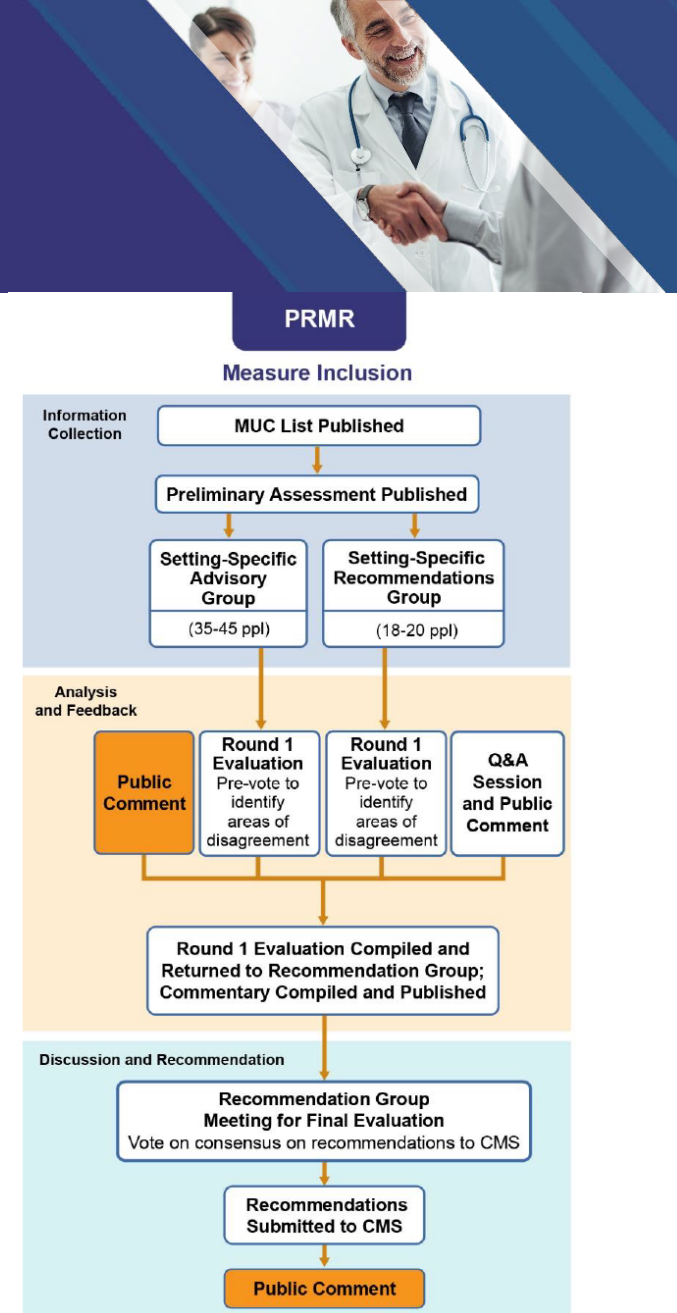 PRMR
Measure Inclusion
Information
Collection
MUC List Published
Preliminary Assessment Published
Setting-Specific
Advisory
Group
(35-45 ppl)
Setting-Specific
Recommendations
Group
(18-20 ppl)
Analysis
and Feedback
Public
Comment
Round 1
Evaluation
Pre-vote to
identify
areas of
disagreement
Round 1
Evaluation
Pre-vote to
identify
areas of
disagreement
Q&A
Session
and Public
Comment
Round 1 Evaluation Compiled and
Returned to Recommendation Group;
Commentary Compiled and Published
Discussion and Recommendation
Recommendation Group
Meeting for Final Evaluation
Vote on consensus on recommendations to CMS
Recommendations
Submitted to CMS
Public Comment